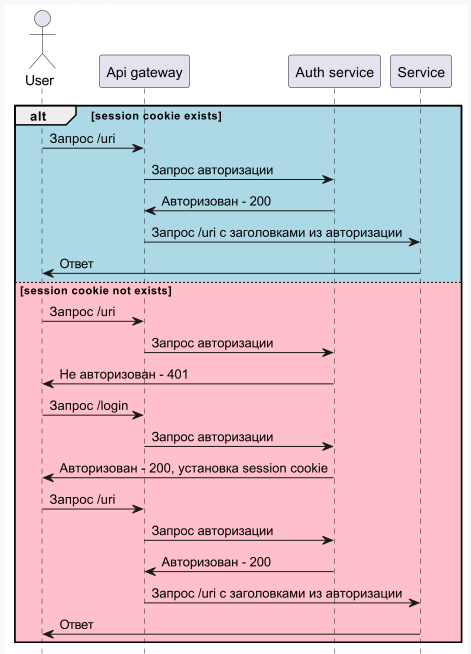 User
Api gateway
Auth service
Service
alt
[session cookie exists]
Запрос /uri
Запрос авторизации
Авторизован - 200
Запрос /uri с заголовками из авторизации
Ответ
[session cookie not exists]
Запрос /uri
Запрос авторизации
Не авторизован - 401
Запрос /login
Запрос авторизации
Авторизован - 200, установка session cookie
Запрос /uri
Запрос авторизации
Авторизован - 200
Запрос /uri с заголовками из авторизации
Ответ